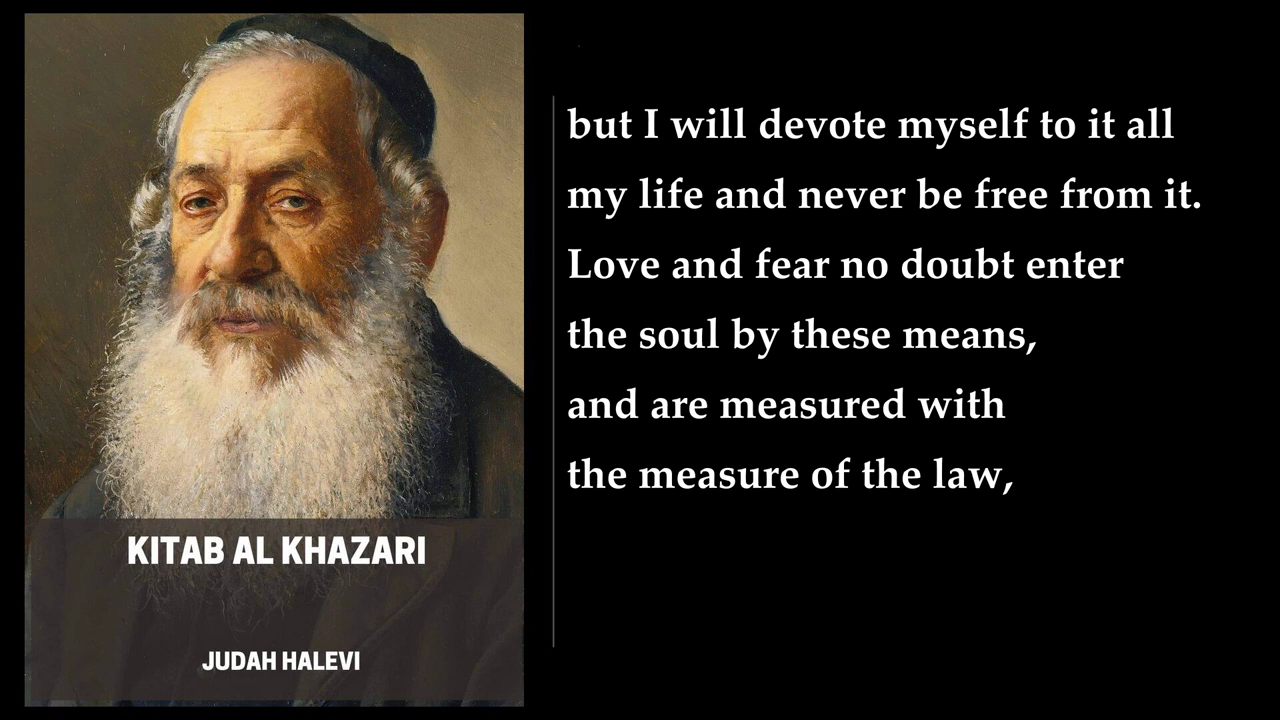 KITAB AL KHAZARI
JUDAH HALEVI
but I will devote myself to it all
my life and never be free from it.
Love and fear no doubt enter
the soul by these means,
and are measured with
the measure of the law,